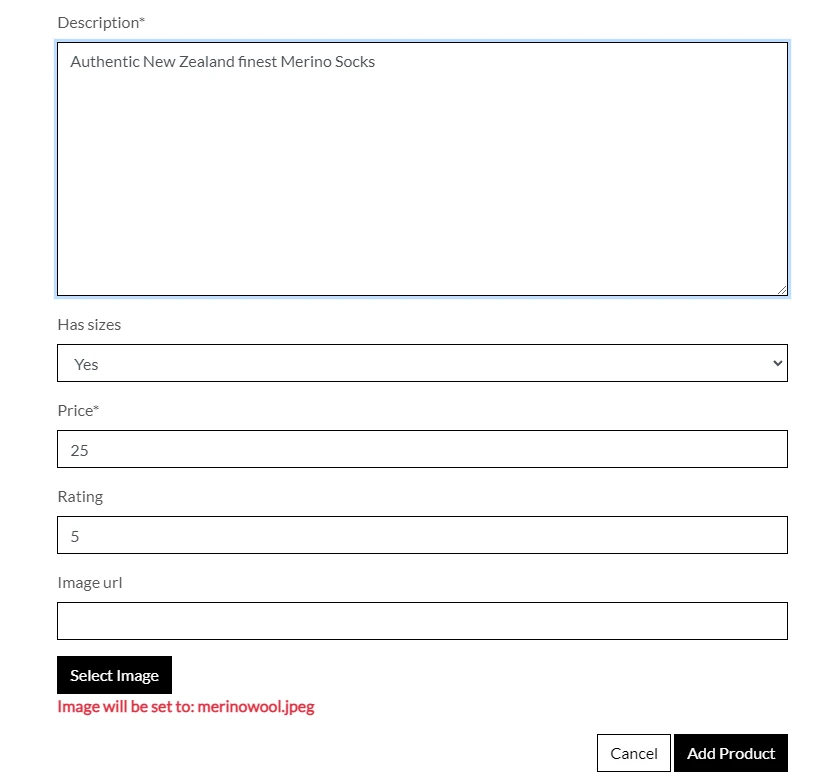 Description*
Authentic New Zealand finest Merino Socks
Has sizes
Yes
Price*
25
Rating
5
Image url
Select Image
Image will be set to: merinowool.jpeg
Cancel Add Product